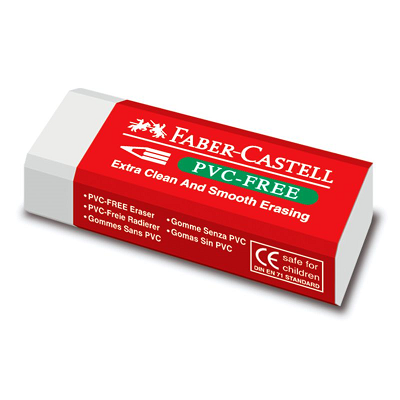 FABER-CASTELL
PVC-FREE
Extra Clean And Smooth Erasing
•PVC-FREE Eraser
•PVC-Freie Radierer
•Gommes Sans PVC
•Gomme Senza PVC
•Gomas Sin PVC
CE safe for
children
DIN EN 71 STANDARD